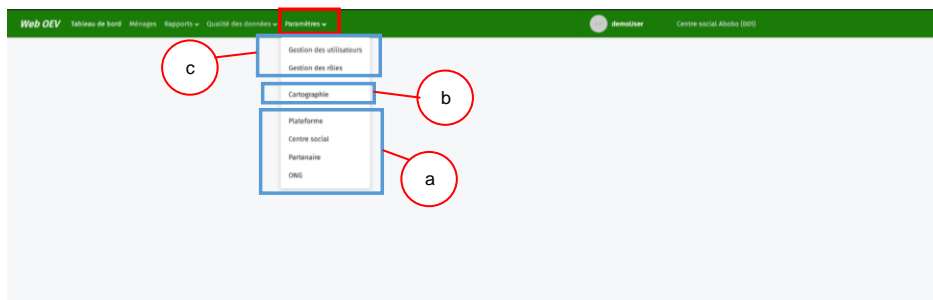 Web OEV Tableau de bord Ménages Rapports Qualité des données Paramètres demoUser Centre social Abobo (001)
Gestion des utilisateurs
Gestion des rôles
c
Cartographie
b
Plateforme
Centre social
Partenaire
ONG
a